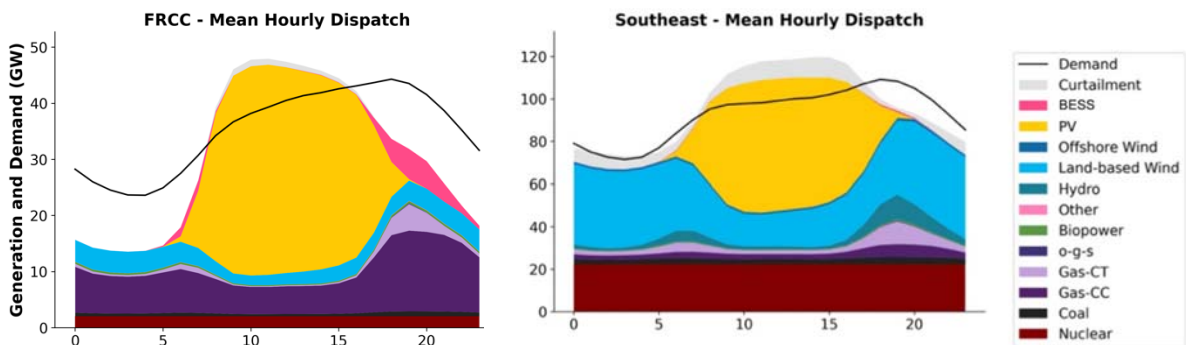 FRCC - Mean Hourly Dispatch
Generation and Demand (GW)
50
40
30
20
10
0
0 5 10 15 20
Southeast - Mean Hourly Dispatch
120
100
80
60
40
20
0
0 5 10 15 20
Demand
Curtailment
BESS
PV
Offshore Wind
Land-based Wind
Hydro
Other
Biopower
o-g-s
Gas-CT
Gas-CC
Coal
Nuclear